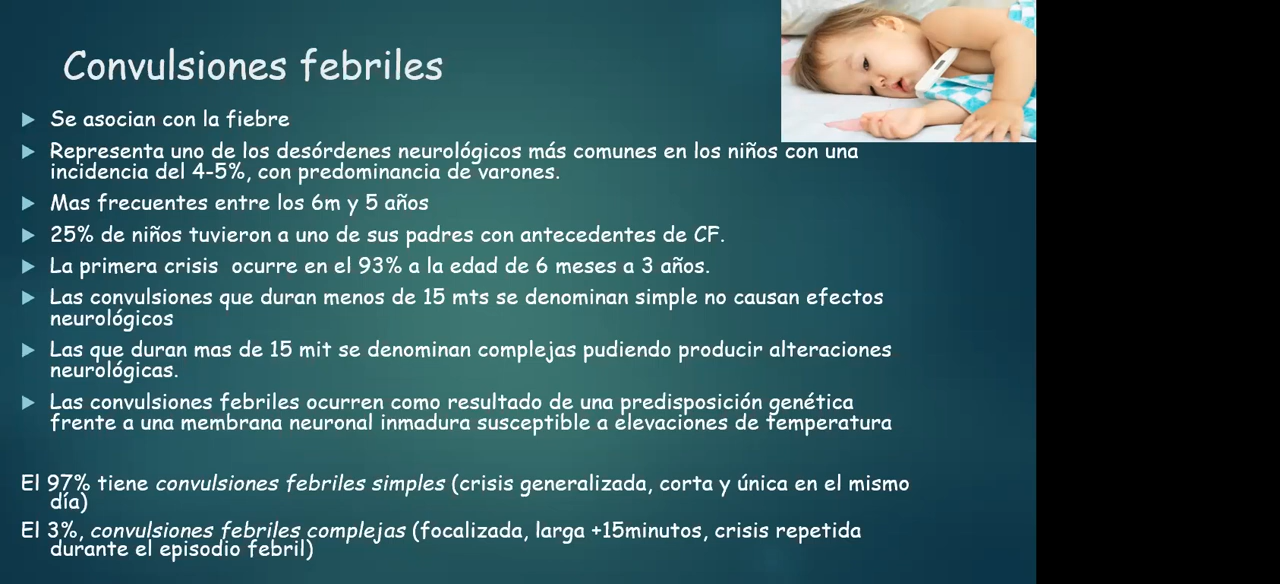 Convulsiones febriles
Se asocian con la fiebre
Representa uno de los desórdenes neurológicos más comunes en los niños con una
incidencia del 4-5%, con predominancia de varones.
Mas frecuentes entre los 6m y 5 años
25% de niños tuvieron a uno de sus padres con antecedentes de CF.
La primera crisis  ocurre en el 93% a la edad de 6 meses a 3 años.
Las convulsiones que duran menos de 15 mts se denominan simple no causan efectos
neurológicos
Las que duran mas de 15 mit se denominan complejas pudiendo producir alteraciones
neurológicas.
Las convulsiones febriles ocurren como resultado de una predisposición genética
frente a una membrana neuronal inmadura susceptible a elevaciones de temperatura
El 97% tiene convulsiones febriles simples (crisis generalizada, corta y única en el mismo
día)
El 3%, convulsiones febriles complejas (focalizada, larga +15minutos, crisis repetida
durante el episodio febril)